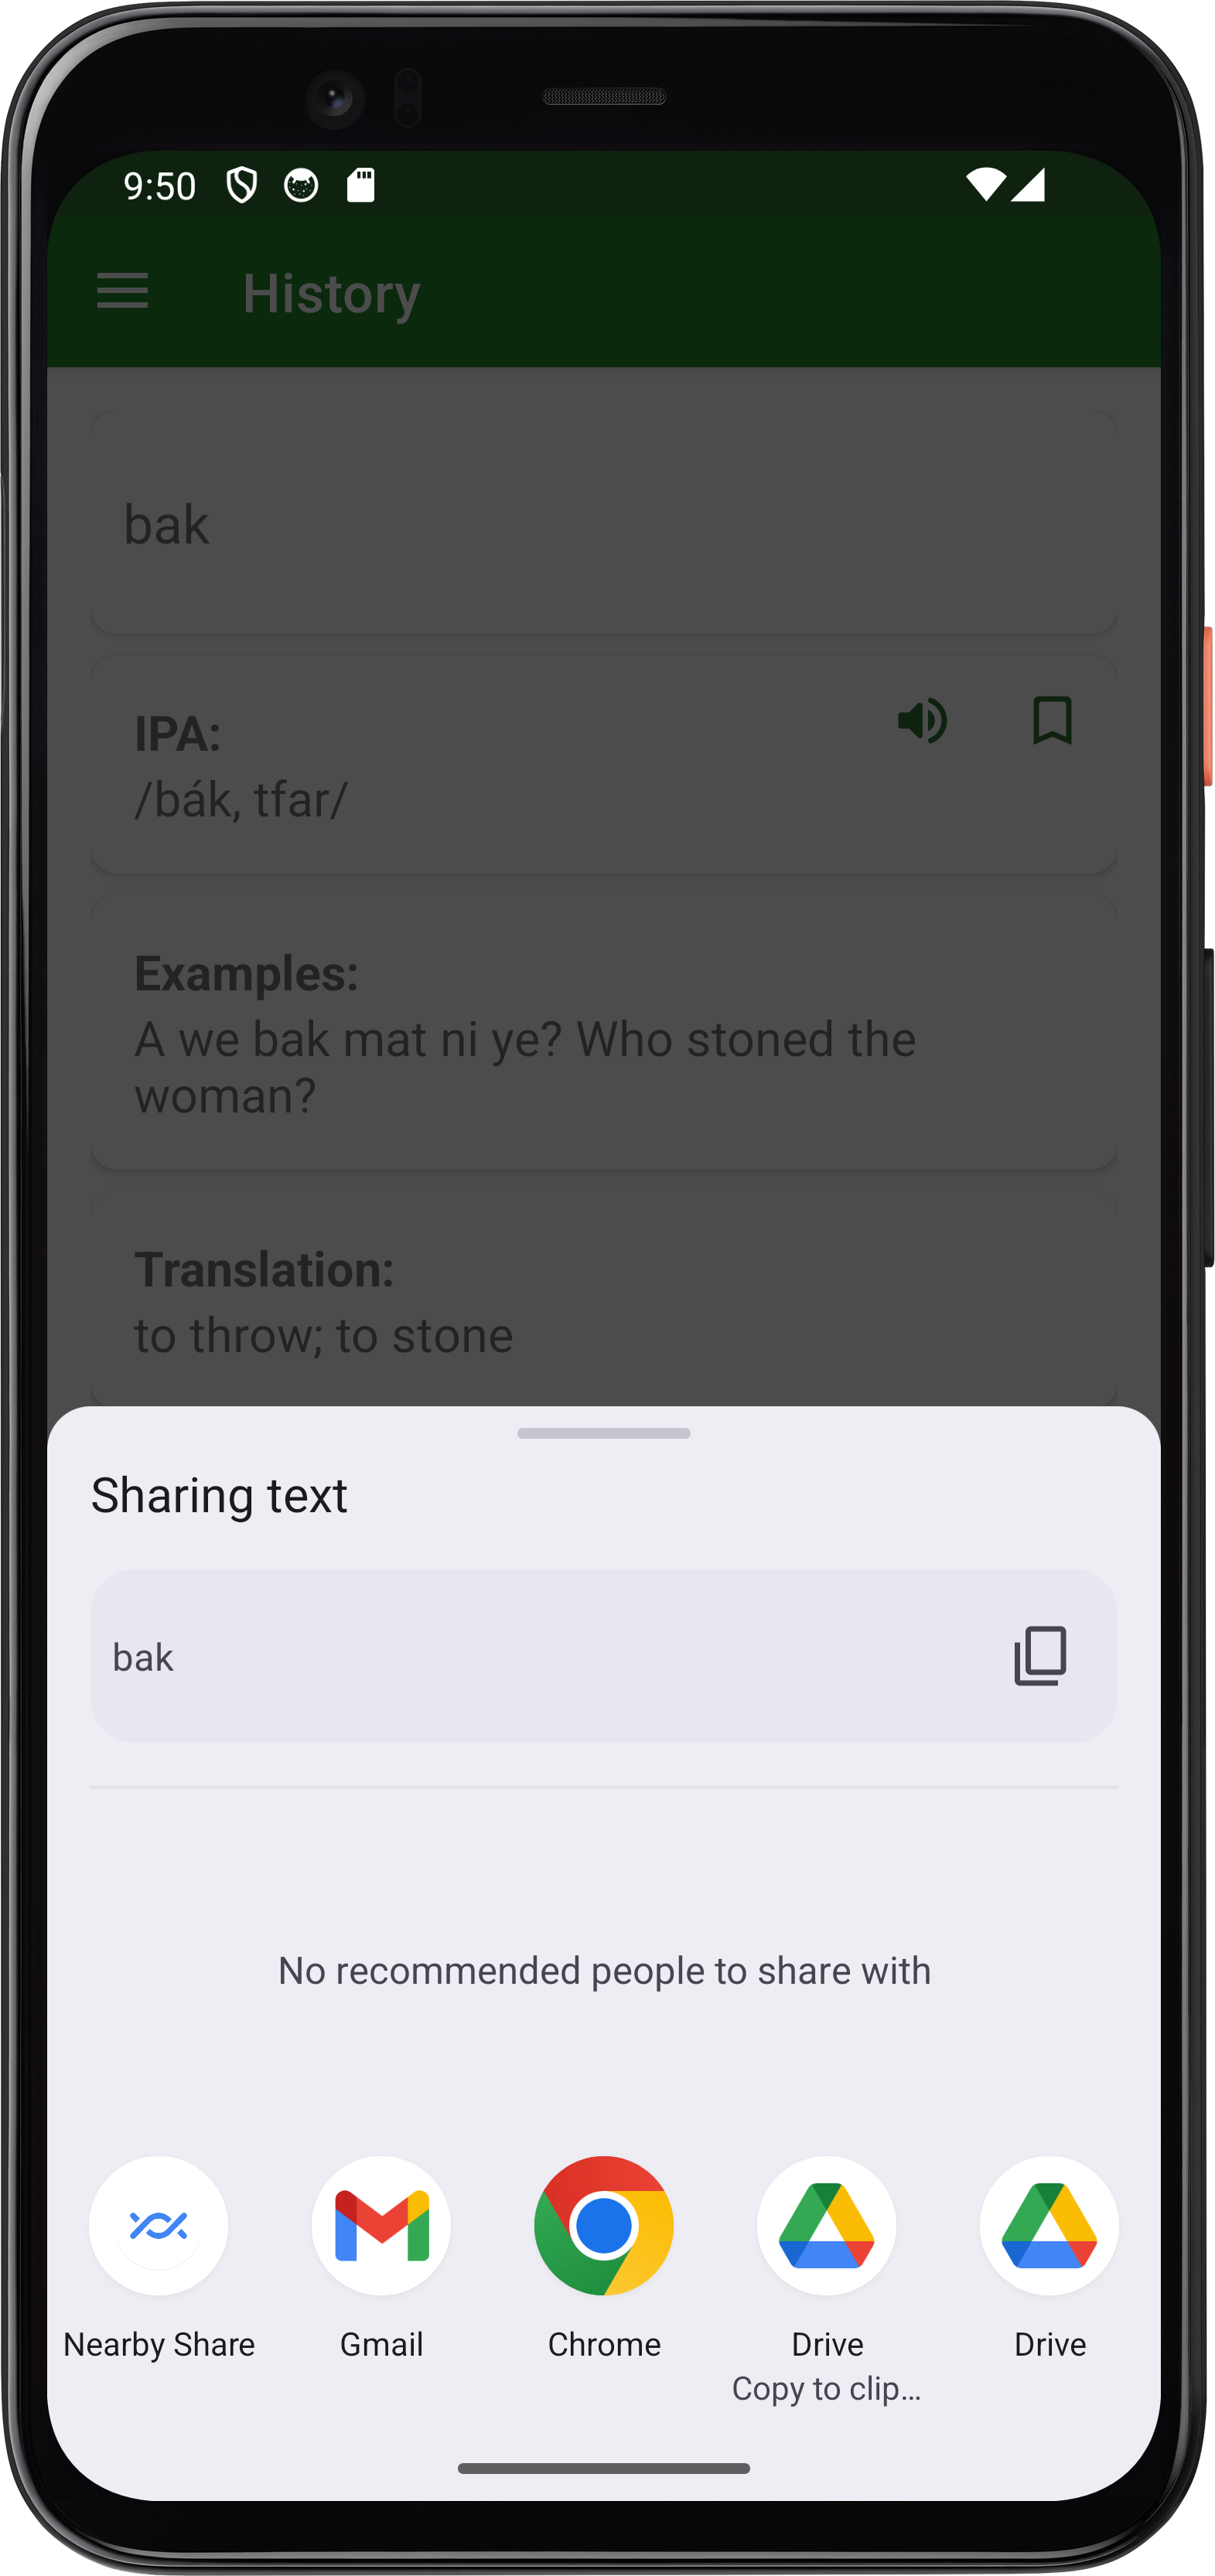 9:50
History
bak
IPA:
/bák, tfar/
Examples:
A we bak mat ni ye? Who stoned the
woman?
Translation:
to throw; to stone
Sharing text
bak
No recommended people to share with
Nearby Share
Gmail
Chrome
Drive
Copy to clip...
Drive